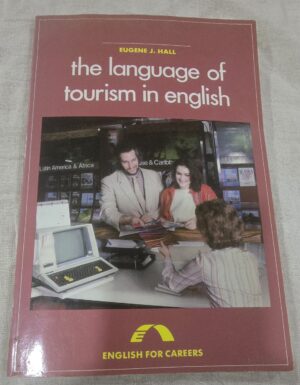 EUGENE J. HALL
the language of
tourism in english
Latin America & Africa
ENGLISH FOR CAREERS